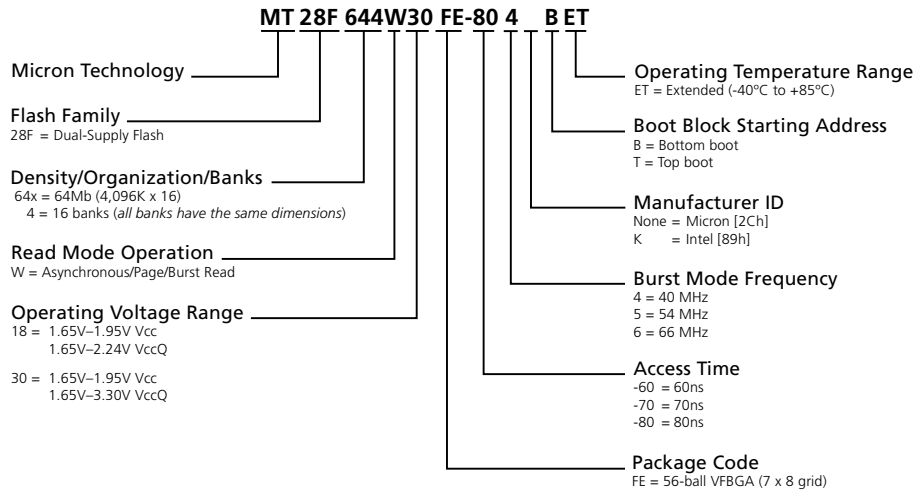 MT 28F 644W30 FE-80 4 B ET
Micron Technology
Flash Family
28F = Dual-Supply Flash
Density/Organization/Banks
64x = 64Mb (4,096K x 16)
4 = 16 banks (all banks have the same dimensions)
Read Mode Operation
W = Asynchronous/Page/Burst Read
Operating Voltage Range
18 = 1.65V–1.95V Vcc
1.65V–2.24V VccQ
30 = 1.65V–1.95V Vcc
1.65V–3.30V VccQ
Operating Temperature Range
ET = Extended (-40ºC to +85ºC)
Boot Block Starting Address
B = Bottom boot
T = Top boot
Manufacturer ID
None = Micron [2Ch]
K = Intel [89h]
Burst Mode Frequency
4 = 40 MHz
5 = 54 MHz
6 = 66 MHz
Access Time
-60 = 60ns
-70 = 70ns
-80 = 80ns
Package Code
FE = 56-ball VFBGA (7 x 8 grid)